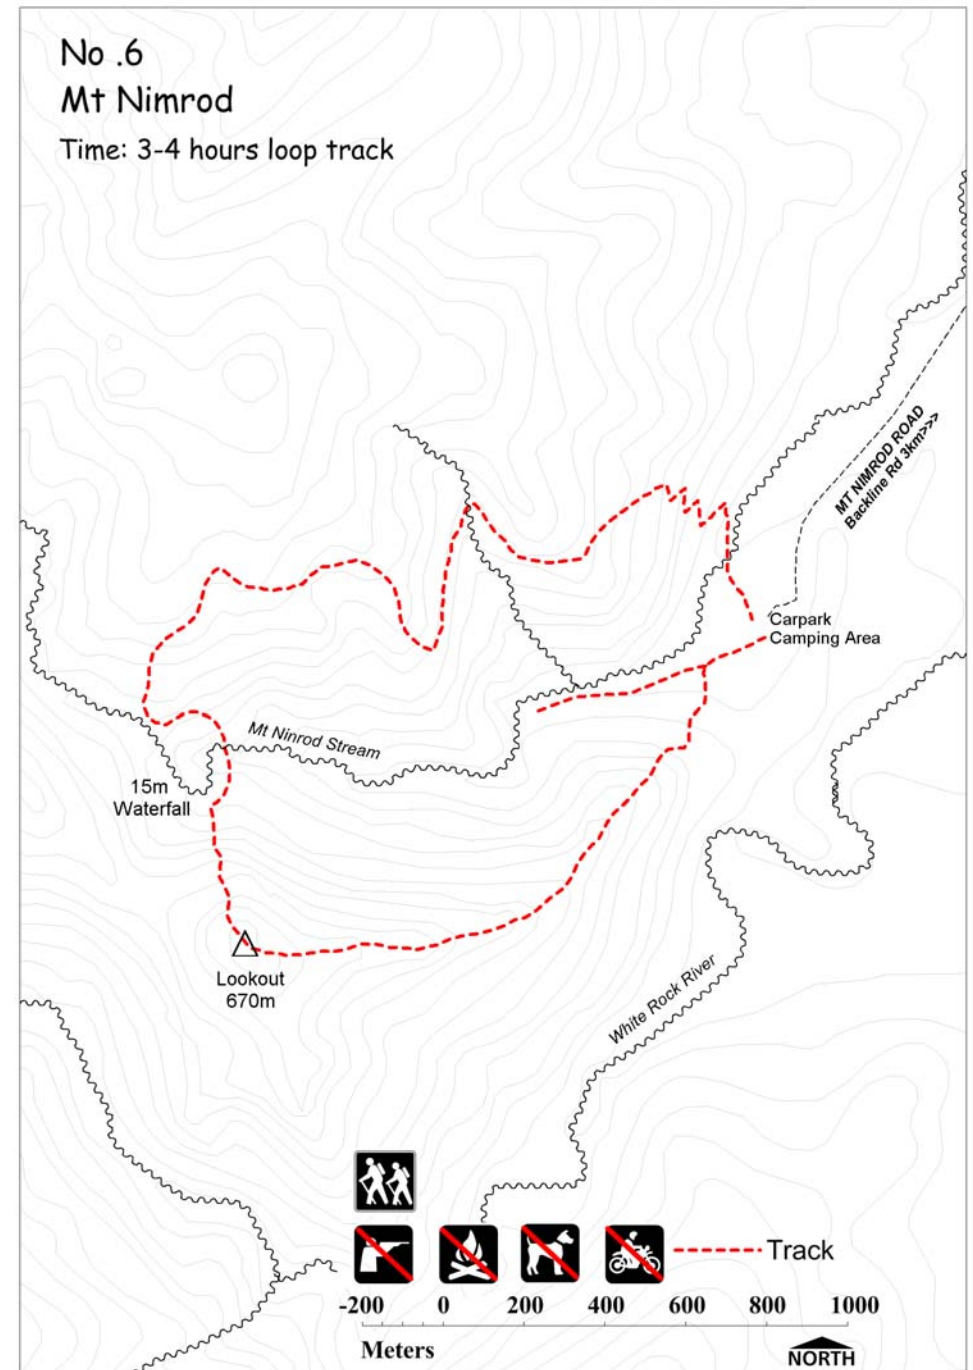 No .6
Mt Nimrod
Time: 3-4 hours loop track
MT NIMROD ROAD
Backline Rd 3km>>>
Carpark
Camping Area
Mt Ninrod Stream
15m
Waterfall
Lookout
670m
White Rock River
Track
-200 0 200 400 600 800 1000
Meters
NORTH